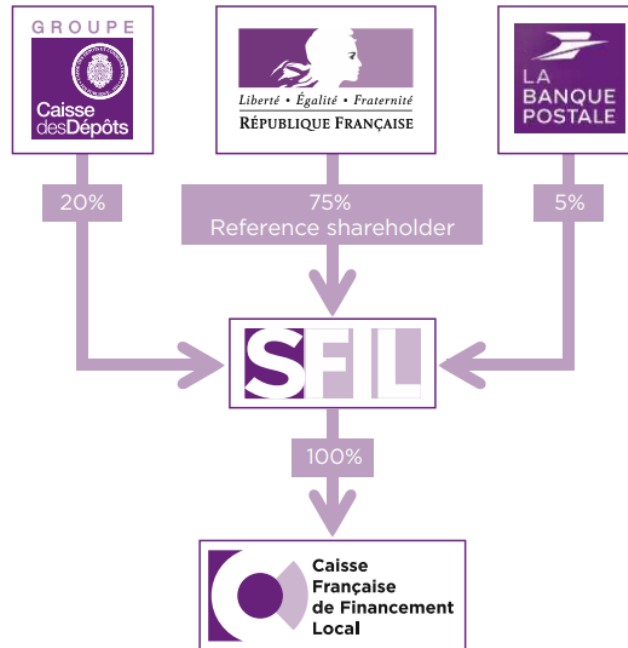 GROUPE
Caisse
desDépôts
Liberté • Égalité • Fraternité
RÉPUBLIQUE FRANÇAISE
LA
BANQUE
POSTALE
20%
75%
Reference shareholder
5%
SFIL
100%
Caisse
Française
de Financement
Local